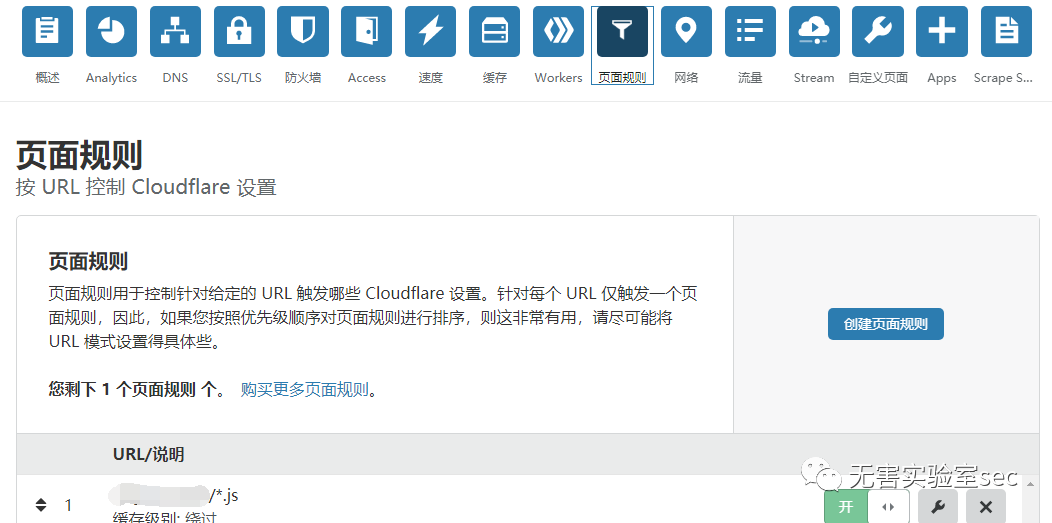 概述 Analytics DNS SSL/TLS 防火墙 Access 速度 缓存 Workers 页面规则 网络 流量 Stream 自定义页面 Apps Scrape S...
页面规则
按 URL 控制 Cloudflare 设置
页面规则
页面规则用于控制针对给定的 URL 触发哪些 Cloudflare 设置。针对每个 URL 仅触发一个页
面规则，因此，如果您按照优先级顺序对页面规则进行排序，则这非常有用，请尽可能将
URL 模式设置得具体些。
创建页面规则
您剩下 1 个页面规则 个。 购买更多页面规则。
URL/说明
无害实验室sec
1 /*.js
开
缓存级别: 绕过